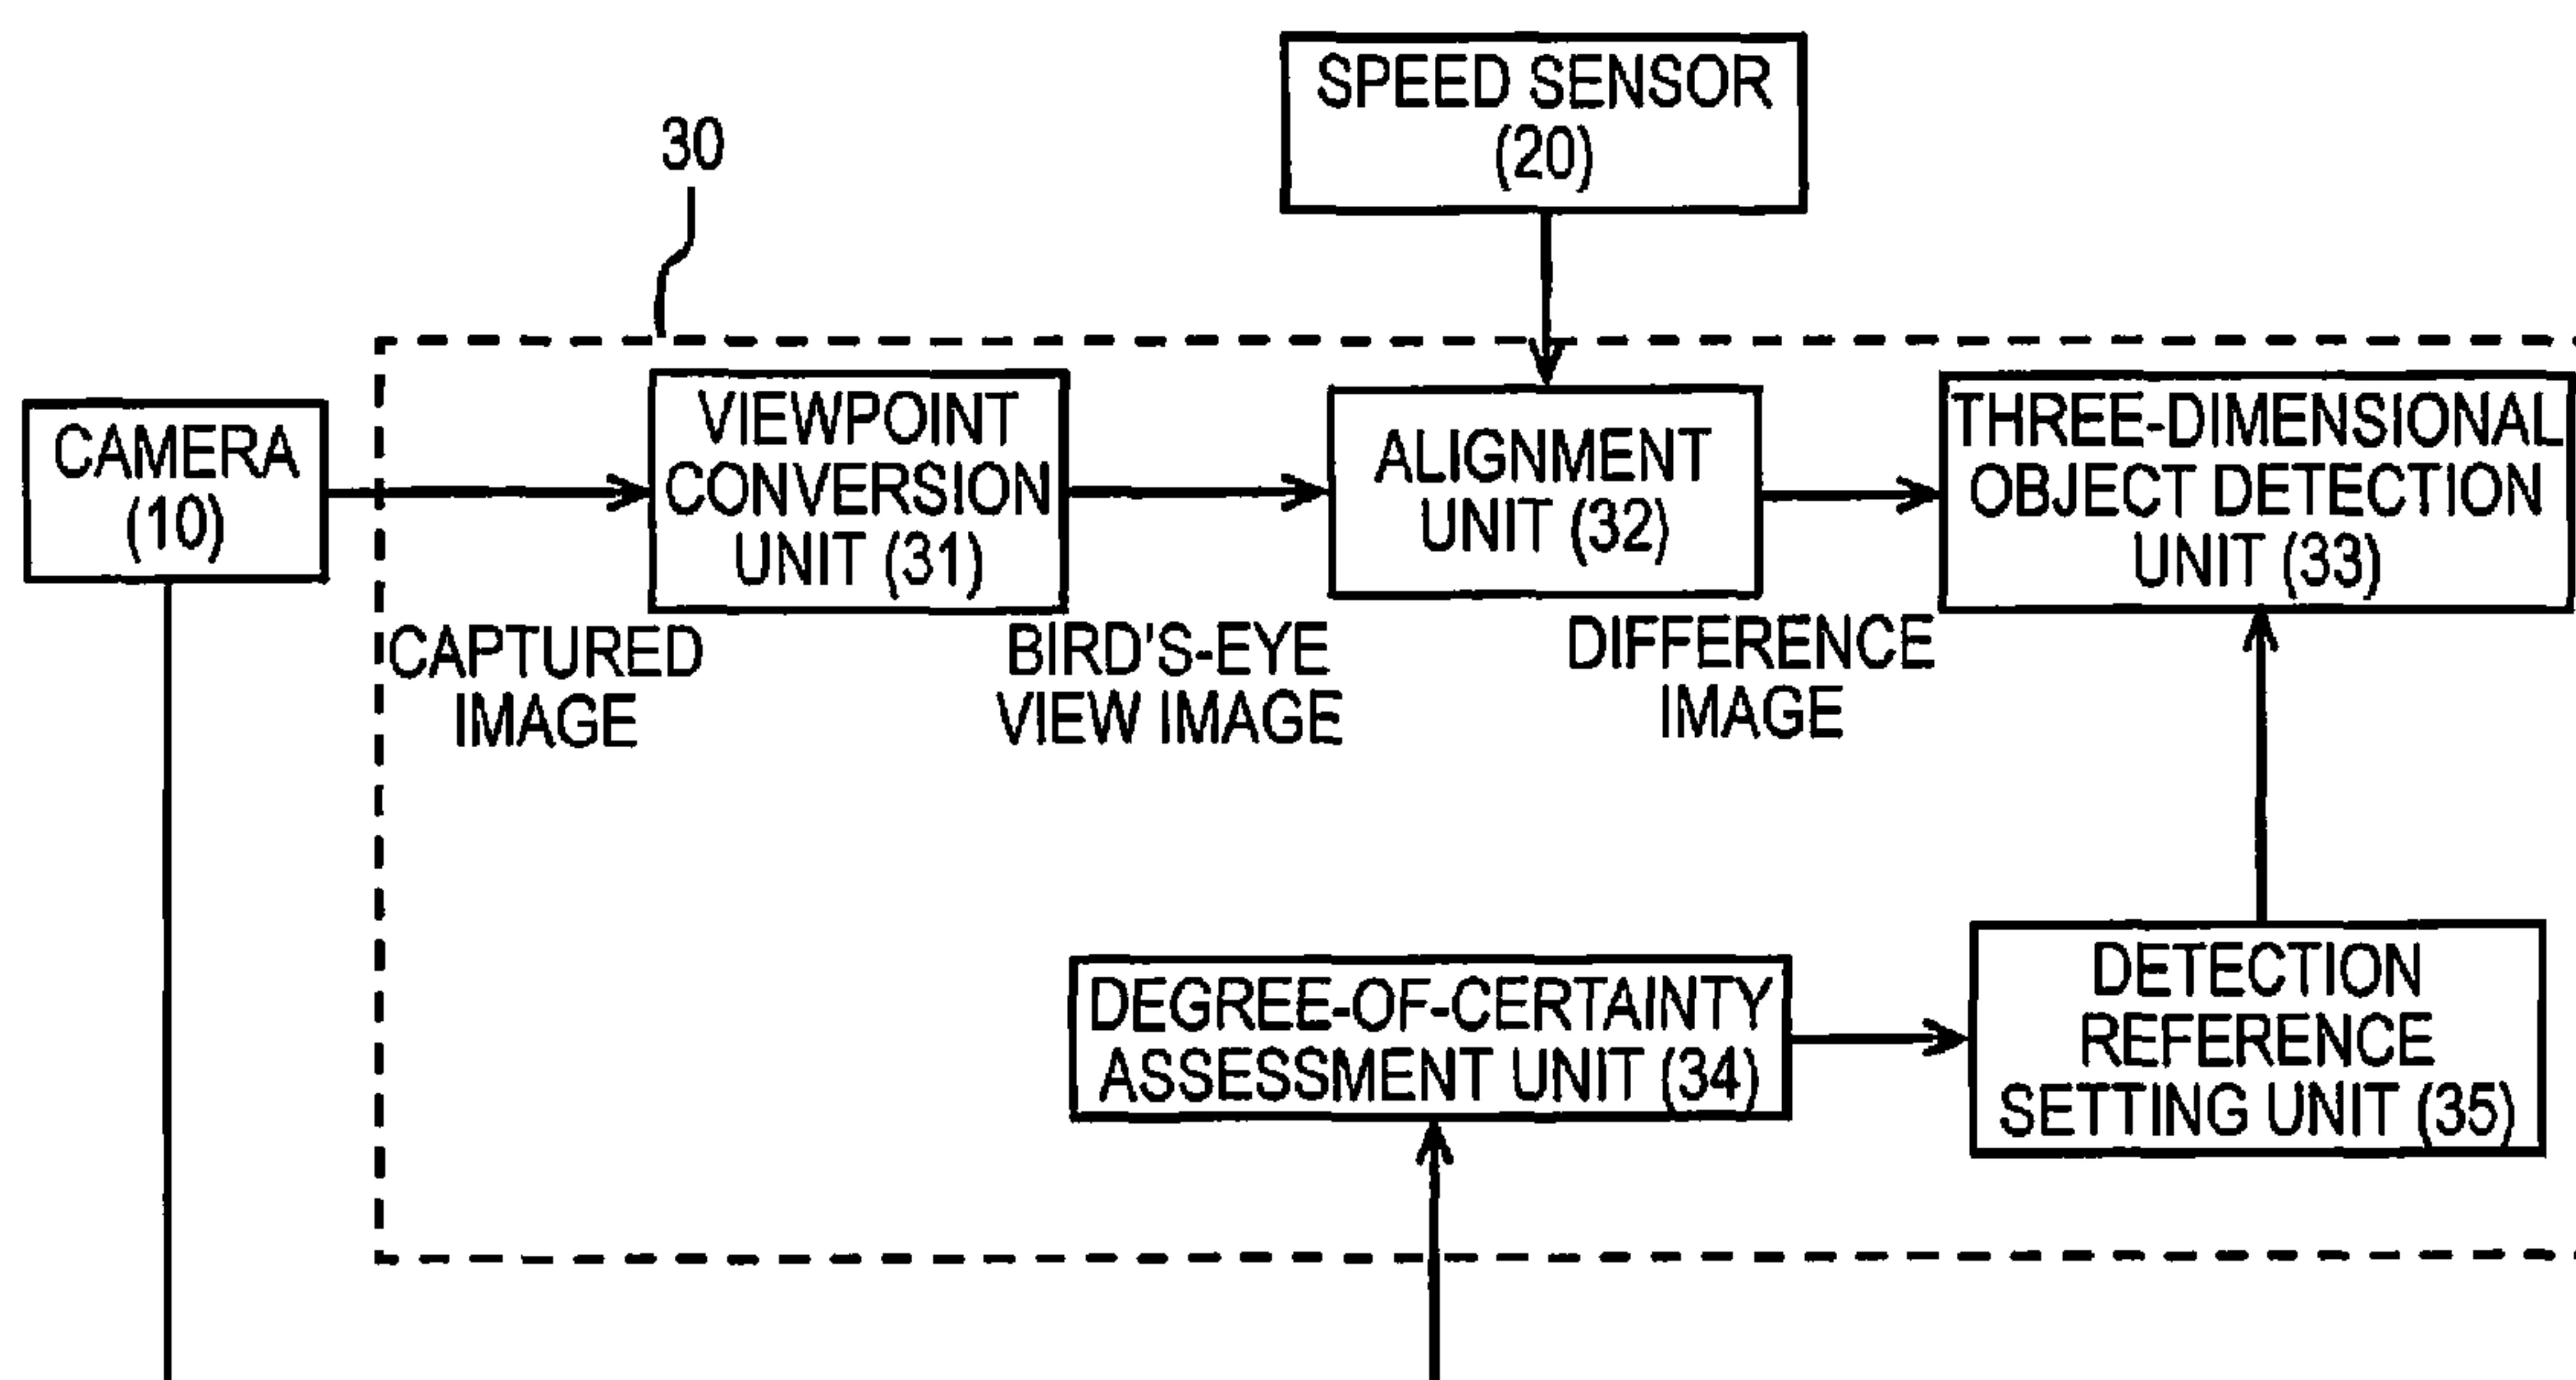 SPEED SENSOR
(20)
30
CAMERA
(10)
VIEWPOINT
CONVERSION
UNIT (31)
ALIGNMENT
UNIT (32)
THREE-DIMENSIONAL
OBJECT DETECTION
UNIT (33)
CAPTURED
IMAGE
BIRD'S-EYE
VIEW IMAGE
DIFFERENCE
IMAGE
DEGREE-OF-CERTAINTY
ASSESSMENT UNIT (34)
DETECTION
REFERENCE
SETTING UNIT (35)